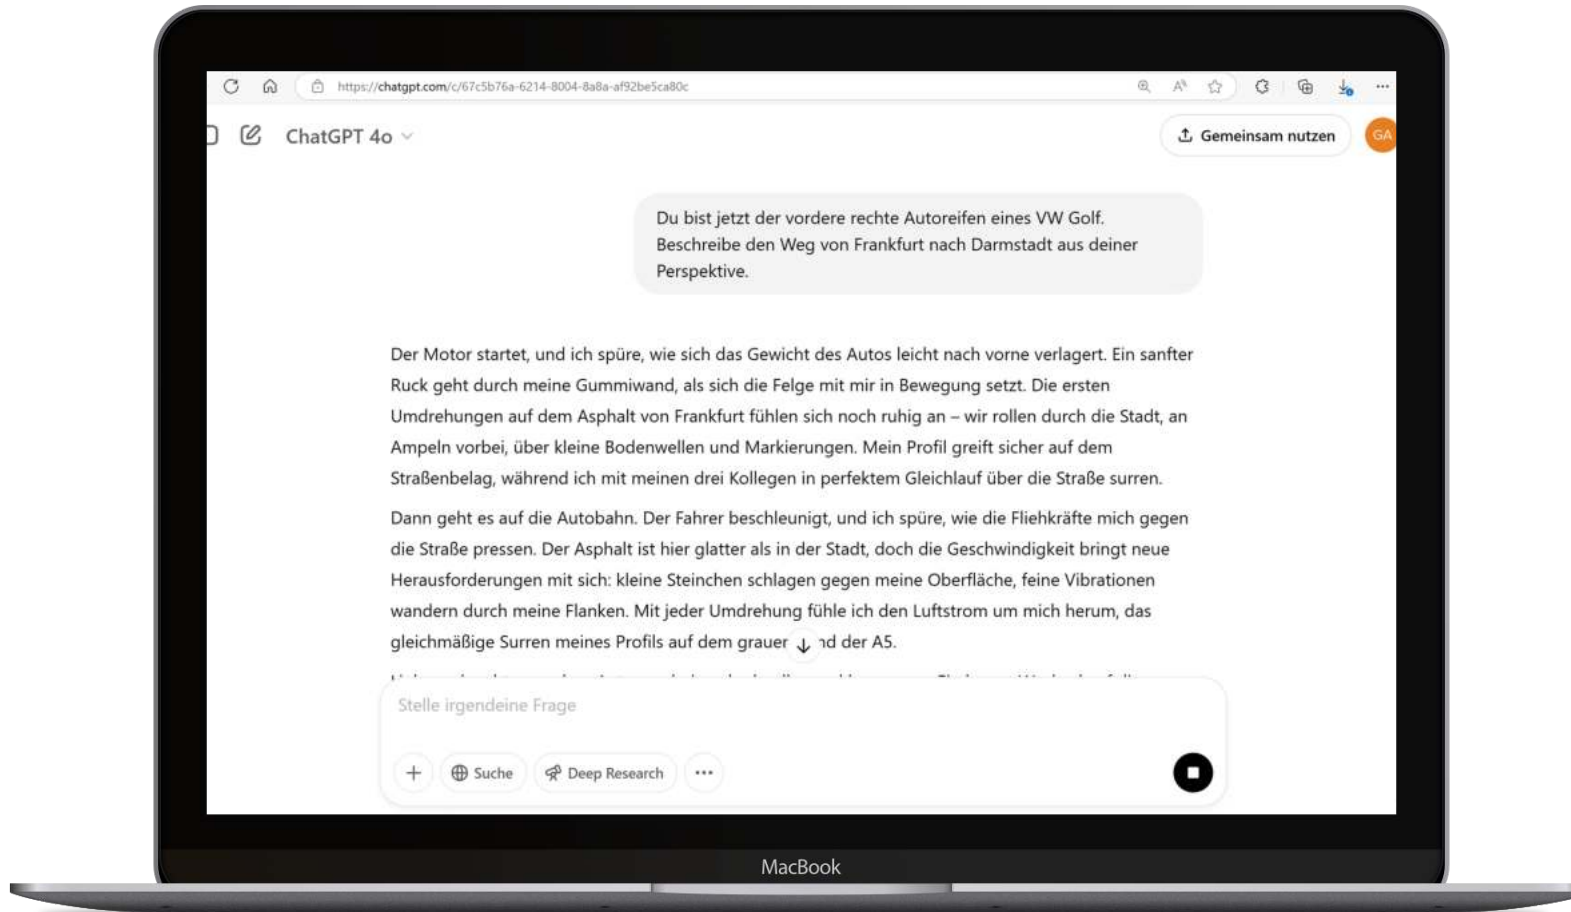 https://chatgpt.com/c/67c5b76a-6214-8004-8a8a-af92be5ca80c
ChatGPT 4o
Gemeinsam nutzen
GA
Du bist jetzt der vordere rechte Autoreifen eines VW Golf.
Beschreibe den Weg von Frankfurt nach Darmstadt aus deiner
Perspektive.
Der Motor startet, und ich spüre, wie sich das Gewicht des Autos leicht nach vorne verlagert. Ein sanfter
Ruck geht durch meine Gummiwand, als sich die Felge mit mir in Bewegung setzt. Die ersten
Umdrehungen auf dem Asphalt von Frankfurt fühlen sich noch ruhig an – wir rollen durch die Stadt, an
Ampeln vorbei, über kleine Bodenwellen und Markierungen. Mein Profil greift sicher auf dem
Straßenbelag, während ich mit meinen drei Kollegen in perfektem Gleichlauf über die Straße surren.
Dann geht es auf die Autobahn. Der Fahrer beschleunigt, und ich spüre, wie die Fliehkräfte mich gegen
die Straße pressen. Der Asphalt ist hier glatter als in der Stadt, doch die Geschwindigkeit bringt neue
Herausforderungen mit sich: kleine Steinchen schlagen gegen meine Oberfläche, feine Vibrationen
wandern durch meine Flanken. Mit jeder Umdrehung fühle ich den Luftstrom um mich herum, das
gleichmäßige Surren meines Profils auf dem der A5.
Stelle irgendeine Frage
Suche
Deep Research
MacBook